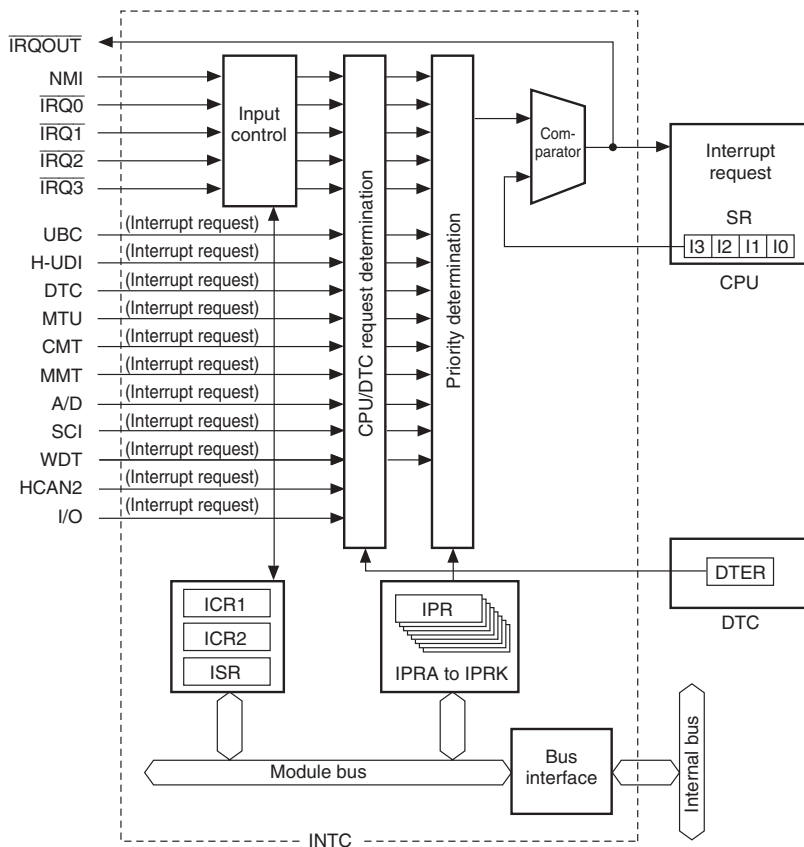 IRQOUT
NMI
IRQ0
IRQ1
IRQ2
IRQ3
Input
control
UBC (Interrupt request)
H-UDI (Interrupt request)
DTC (Interrupt request)
MTU (Interrupt request)
CMT (Interrupt request)
MMT (Interrupt request)
A/D (Interrupt request)
SCI (Interrupt request)
WDT (Interrupt request)
HCAN2 (Interrupt request)
I/O (Interrupt request)
CPU/DTC request determination
Priority determination
Com-
parator
Interrupt
request
SR
I3 I2 I1 I0
CPU
DTER
DTC
ICR1
ICR2
ISR
IPR
IPRA to IPRK
Module bus
Bus
interface
Internal bus
INTC